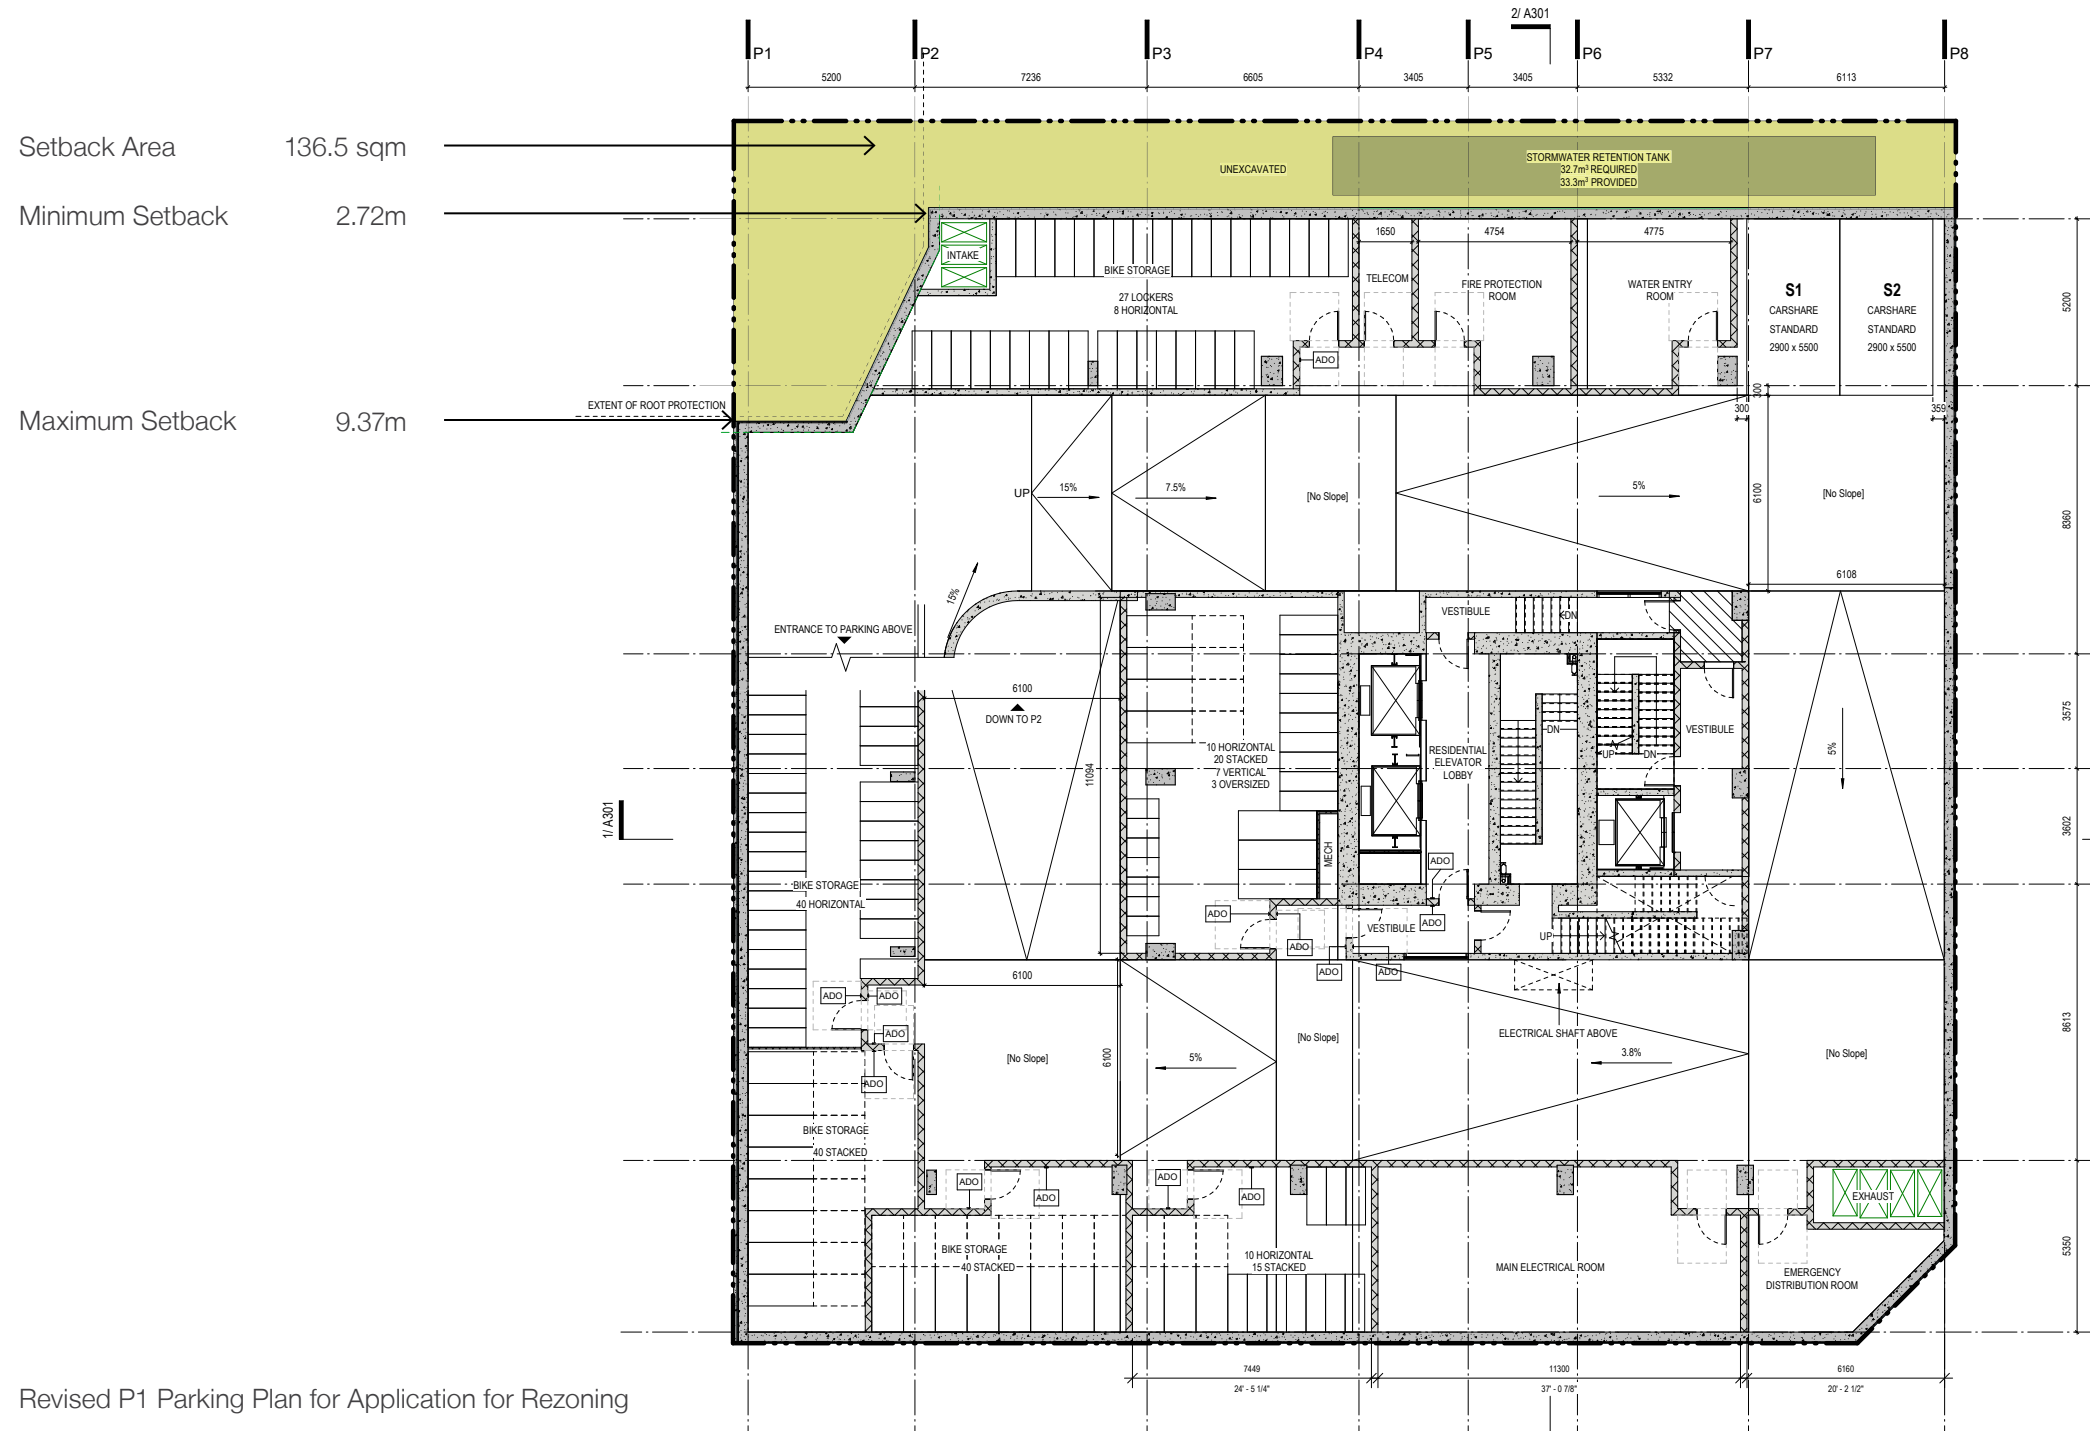 2/ A301
P1
P2
P3
P4
P5
P6
P7
P8
5200
7236
6605
3405
3405
5332
6113
Setback Area 136.5 sqm
Minimum Setback 2.72m
Maximum Setback 9.37m
UNEXCAVATED
STORMWATER RETENTION TANK
32.7m³ REQUIRED
33.3m³ PROVIDED
INTAKE
BIKE STORAGE
27 LOCKERS
8 HORIZONTAL
1650
4754
4775
TELECOM
FIRE PROTECTION
ROOM
WATER ENTRY
ROOM
S1
CARSHARE
STANDARD
2900 x 5500
S2
CARSHARE
STANDARD
2900 x 5500
5200
ADO
EXTENT OF ROOT PROTECTION
300
300
359
UP
15%
7.5%
[No Slope]
5%
6100
[No Slope]
8360
6108
15%
ENTRANCE TO PARKING ABOVE
VESTIBULE
DN
6100
DOWN TO P2
11094
10 HORIZONTAL
20 STACKED
7 VERTICAL
3 OVERSIZED
MECH
RESIDENTIAL
ELEVATOR
LOBBY
DN
UP
DN
VESTIBULE
5%
3575
3602
1/ A301
BIKE STORAGE
40 HORIZONTAL
ADO
ADO
ADO
ADO
ADO
ADO
VESTIBULE
UP
6100
ADO
ADO
ADO
ADO
[No Slope]
6100
5%
[No Slope]
ELECTRICAL SHAFT ABOVE
3.8%
[No Slope]
8613
BIKE STORAGE
40 STACKED
ADO
ADO
ADO
ADO
EXHAUST
BIKE STORAGE
40 STACKED
10 HORIZONTAL
15 STACKED
MAIN ELECTRICAL ROOM
EMERGENCY
DISTRIBUTION ROOM
5350
7449
24' - 5 1/4"
11300
37' - 0 7/8"
6160
20' - 2 1/2"
Revised P1 Parking Plan for Application for Rezoning